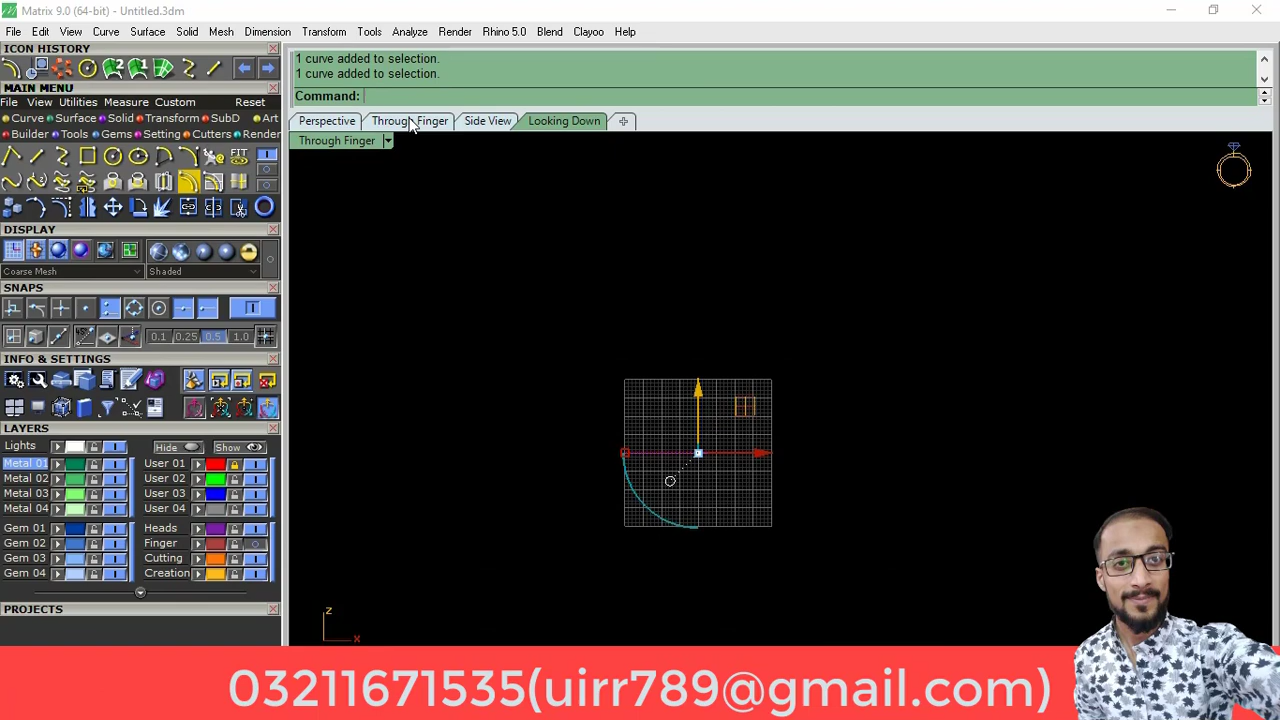 Matrix 9.0 (64-bit) - Untitled.3dm
File Edit View Curve Surface Solid Mesh Dimension Transform Tools Analyze Render Rhino 5.0 Blend Clayoo Help
ICON HISTORY
MAIN MENU
File View Utilities Measure Custom Reset
Curve Surface Solid Transform SubD Art
Builder Tools Gems Setting Cutters Render
FIT
DISPLAY
Coarse Mesh Shaded
SNAPS
0.1 0.25 0.5 1.0
INFO & SETTINGS
LAYERS
Lights Hide Show
Metal 01 User 01
Metal 02 User 02
Metal 03 User 03
Metal 04 User 04
Gem 01 Heads
Gem 02 Finger
Gem 03 Cutting
Gem 04 Creation
PROJECTS
1 curve added to selection.
1 curve added to selection.
Command:
Perspective Through Finger Side View Looking Down
Through Finger
z
x
03211671535(uirr789@gmail.com)